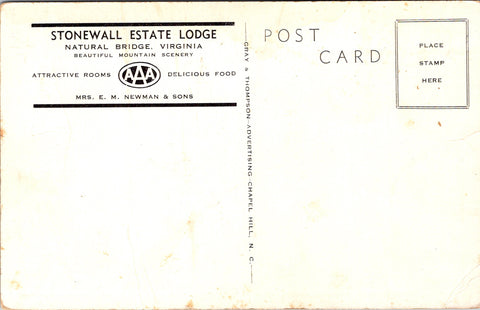 STONEWALL ESTATE LODGE
NATURAL BRIDGE, VIRGINIA
BEAUTIFUL MOUNTAIN SCENERY
ATTRACTIVE ROOMS AAA DELICIOUS FOOD
MRS. E. M. NEWMAN & SONS
GRAY & THOMPSON-ADVERTISING-CHAPEL HILL, N. C.
POST
CARD
PLACE
STAMP
HERE